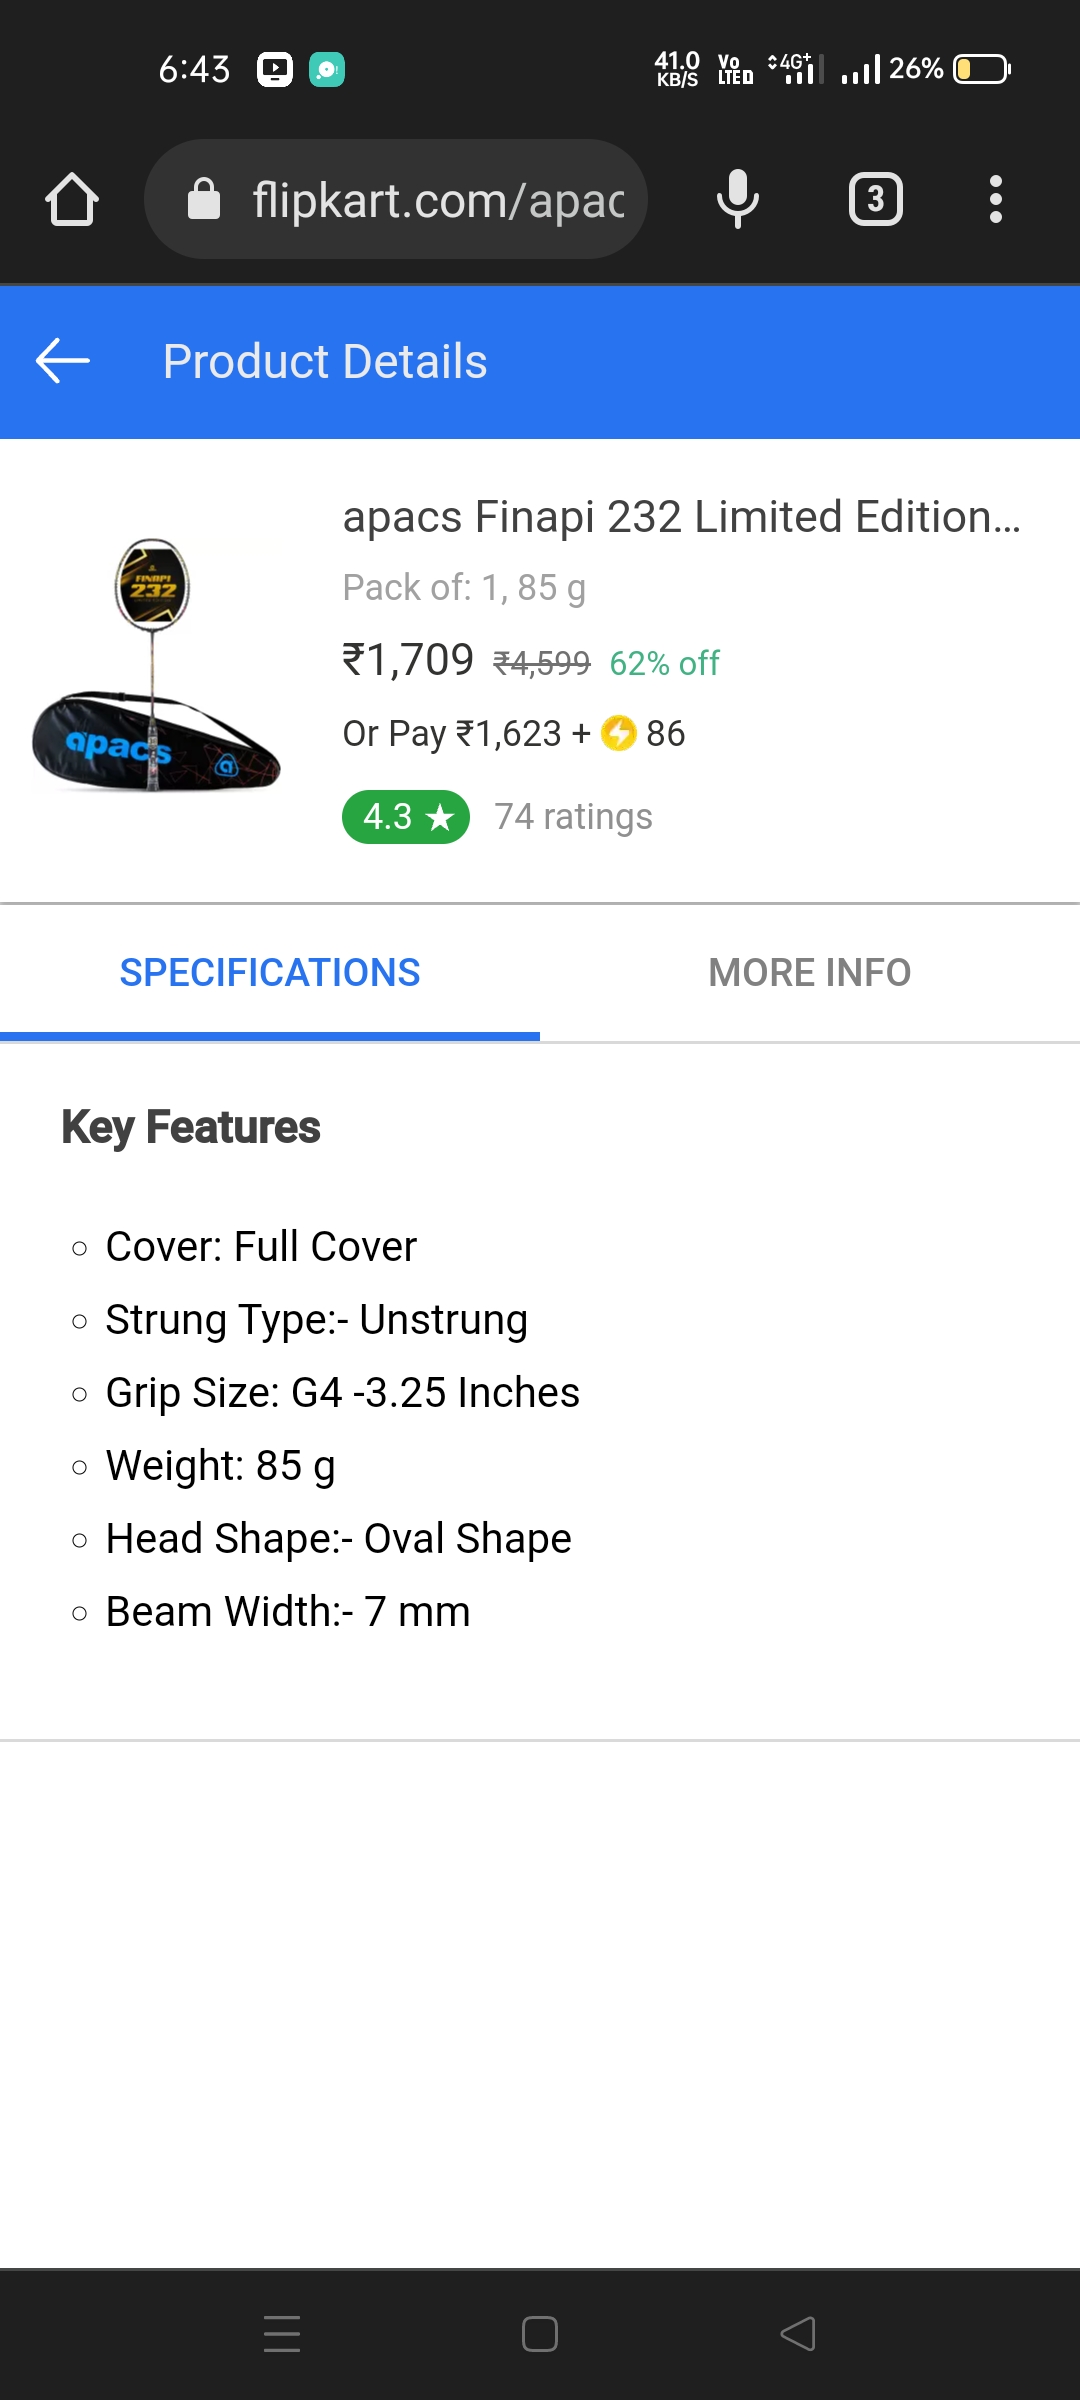 6:43
41.0 KB/S Vo LTED 4G+ 26%
flipkart.com/apac
3
Product Details
apacs Finapi 232 Limited Edition...
Pack of: 1, 85 g
₹1,709 ₹4,599 62% off
Or Pay ₹1,623 + 86
4.3 ★ 74 ratings
FINAPI
232
apacs
SPECIFICATIONS
MORE INFO
Key Features
Cover: Full Cover
Strung Type:- Unstrung
Grip Size: G4 -3.25 Inches
Weight: 85 g
Head Shape:- Oval Shape
Beam Width:- 7 mm